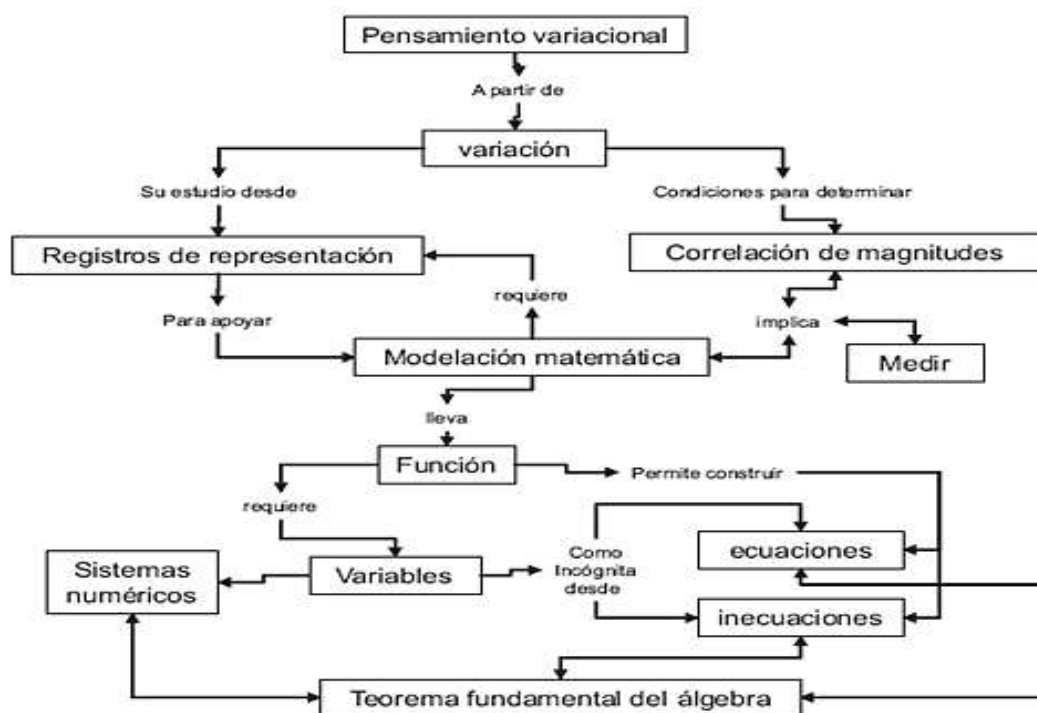 Pensamiento variacional
A partir de
variación
Su estudio desde
Condiciones para determinar
Registros de representación
Correlación de magnitudes
requiere
Para apoyar
implica
Modelación matemática
Medir
lleva
Función
Permite construir
requiere
Como
Incógnita
desde
ecuaciones
Sistemas
numéricos
Variables
inecuaciones
Teorema fundamental del álgebra